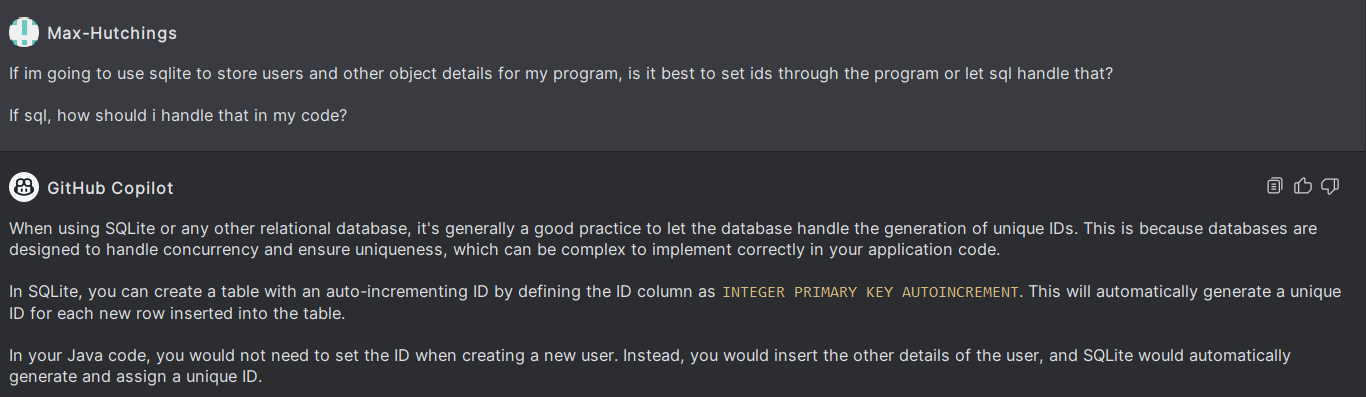 Max-Hutchings
If im going to use sqlite to store users and other object details for my program, is it best to set ids through the program or let sql handle that?
If sql, how should i handle that in my code?
GitHub Copilot
When using SQLite or any other relational database, it's generally a good practice to let the database handle the generation of unique IDs. This is because databases are
designed to handle concurrency and ensure uniqueness, which can be complex to implement correctly in your application code.
In SQLite, you can create a table with an auto-incrementing ID by defining the ID column as INTEGER PRIMARY KEY AUTOINCREMENT. This will automatically generate a unique
ID for each new row inserted into the table.
In your Java code, you would not need to set the ID when creating a new user. Instead, you would insert the other details of the user, and SQLite would automatically
generate and assign a unique ID.